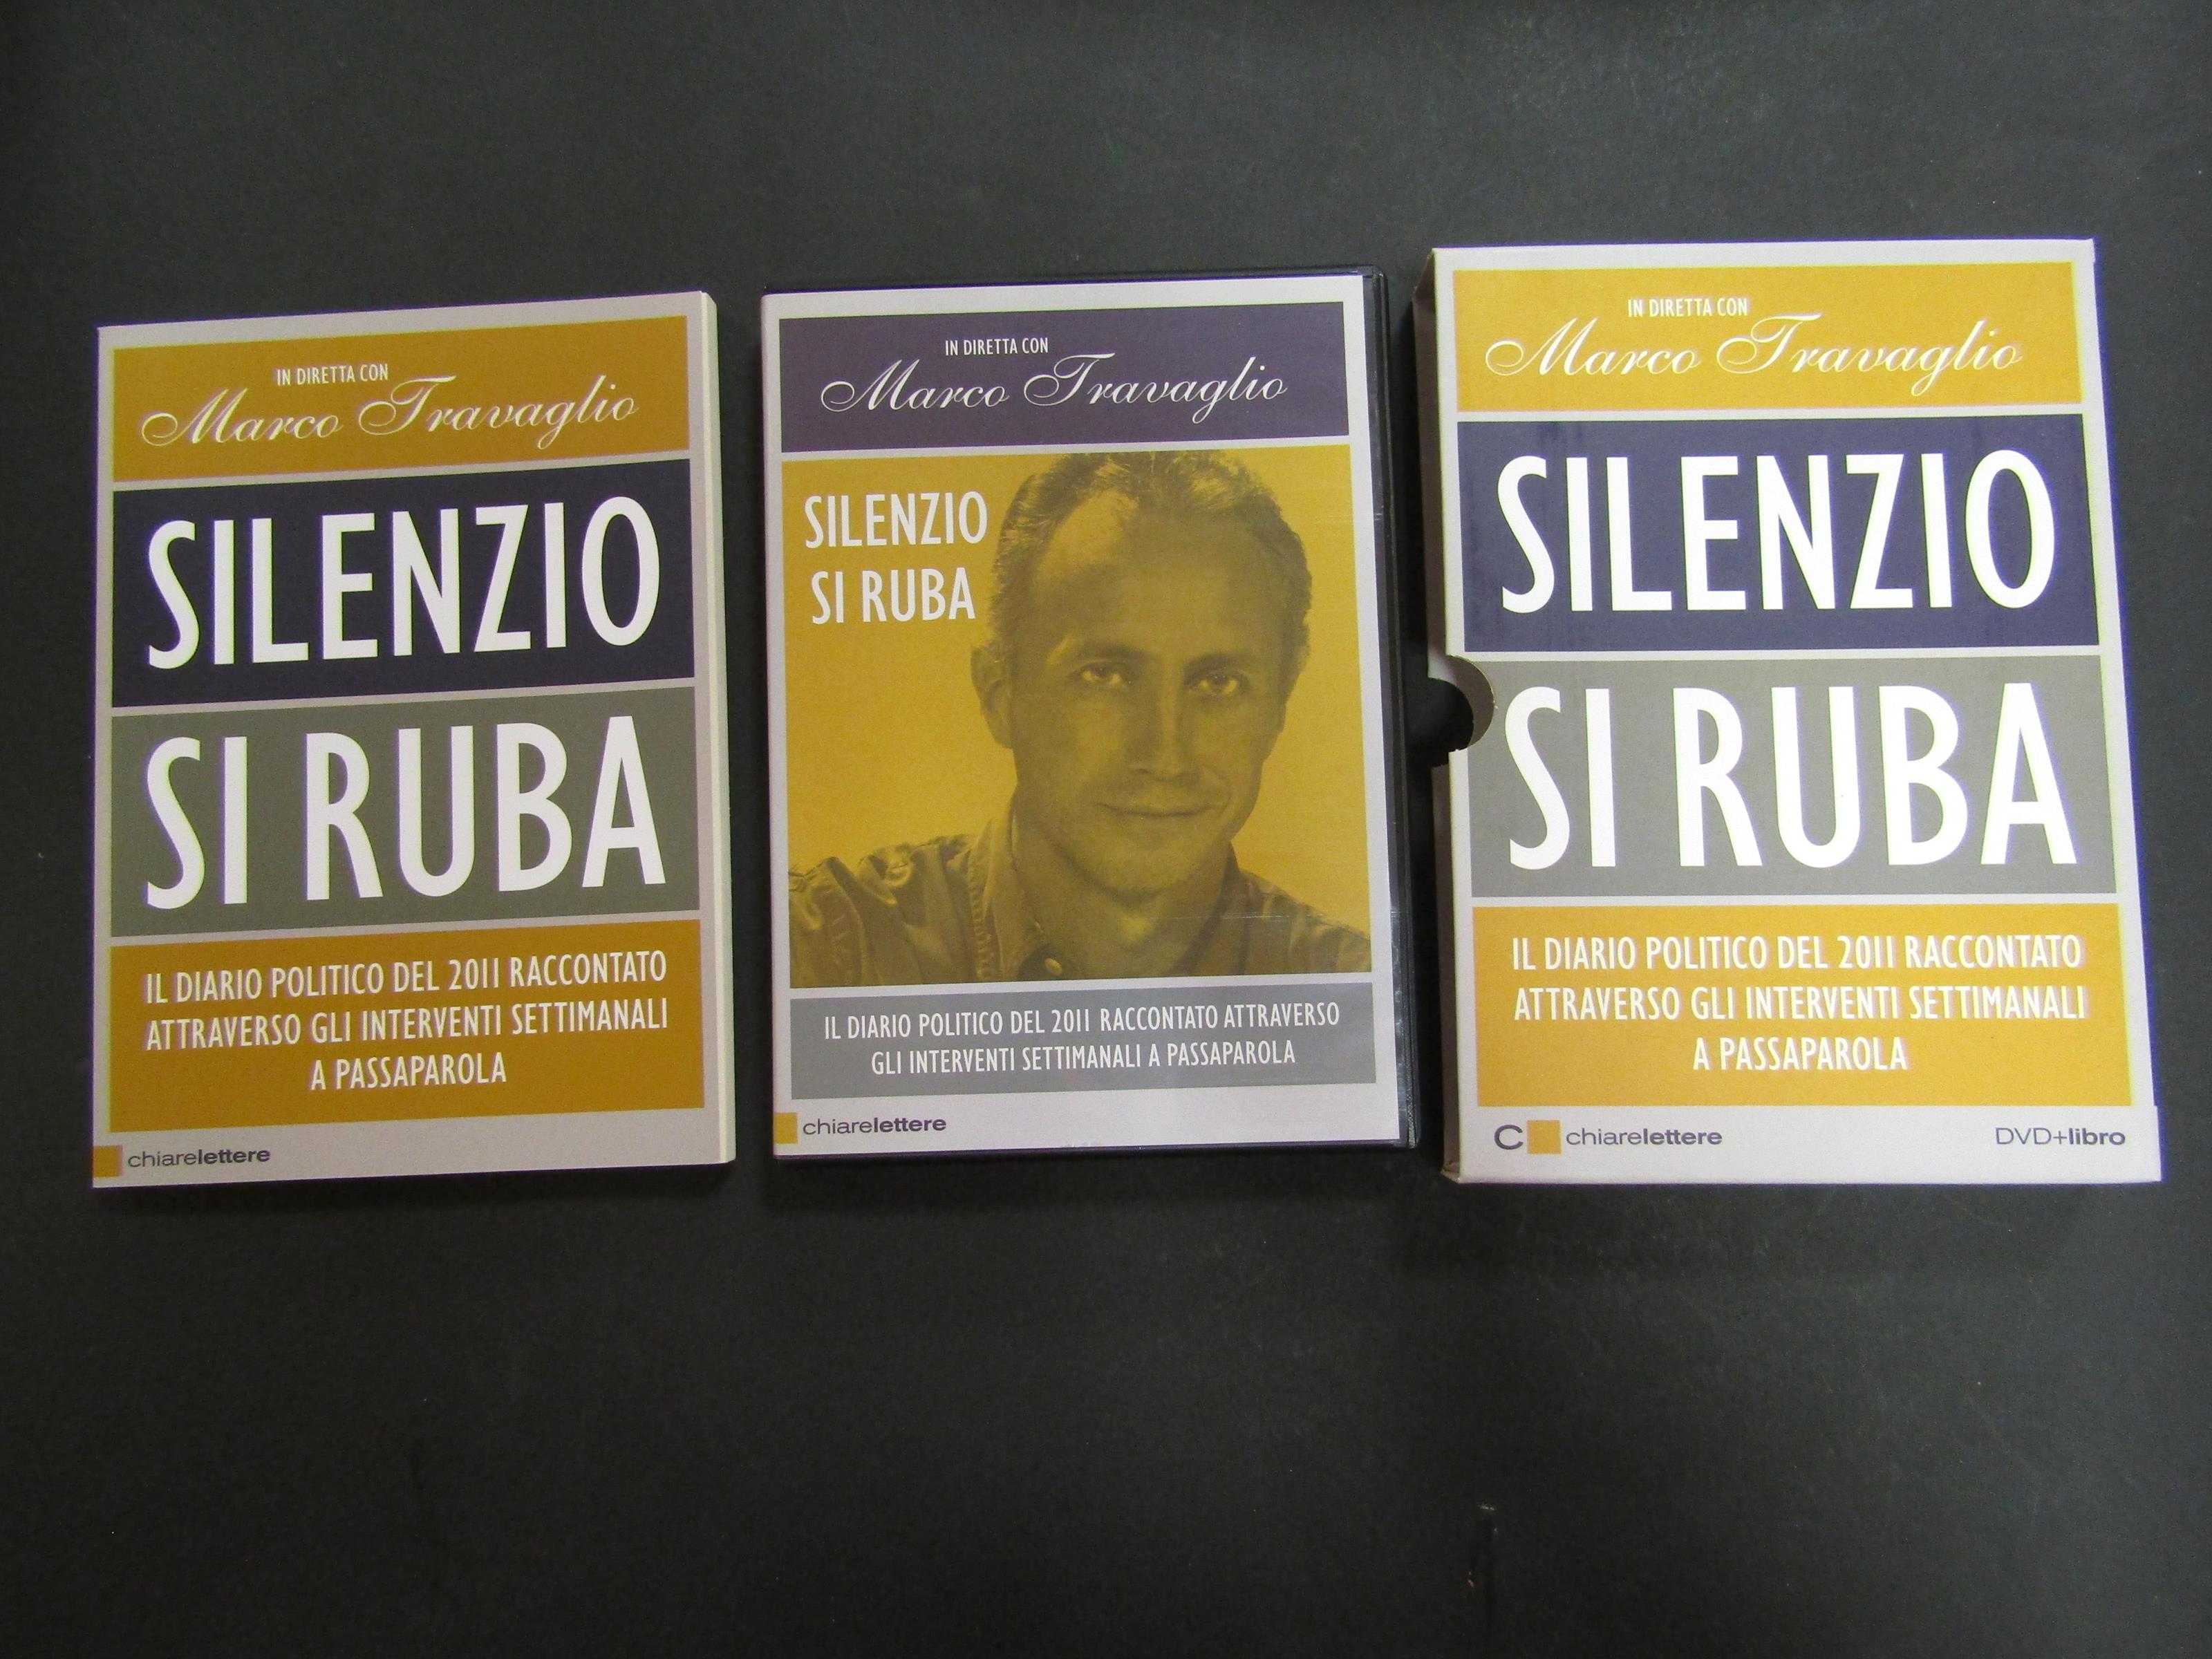 IN DIRETTA CON
Marco Travaglio
SILENZIO
SI RUBA
IL DIARIO POLITICO DEL 2011 RACCONTATO
ATTRAVERSO GLI INTERVENTI SETTIMANALI
A PASSAPAROLA
chiarelettere
IN DIRETTA CON
Marco Travaglio
SILENZIO
SI RUBA
IL DIARIO POLITICO DEL 2011 RACCONTATO ATTRAVERSO
GLI INTERVENTI SETTIMANALI A PASSAPAROLA
chiarelettere
IN DIRETTA CON
Marco Travaglio
SILENZIO
SI RUBA
IL DIARIO POLITICO DEL 2011 RACCONTATO
ATTRAVERSO GLI INTERVENTI SETTIMANALI
A PASSAPAROLA
C chiarelettere DVD+libro